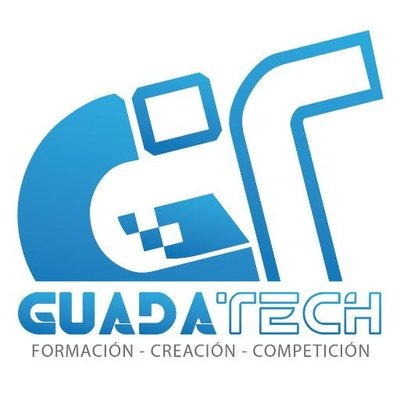 GUADATECH
FORMACIÓN - CREACIÓN - COMPETICIÓN